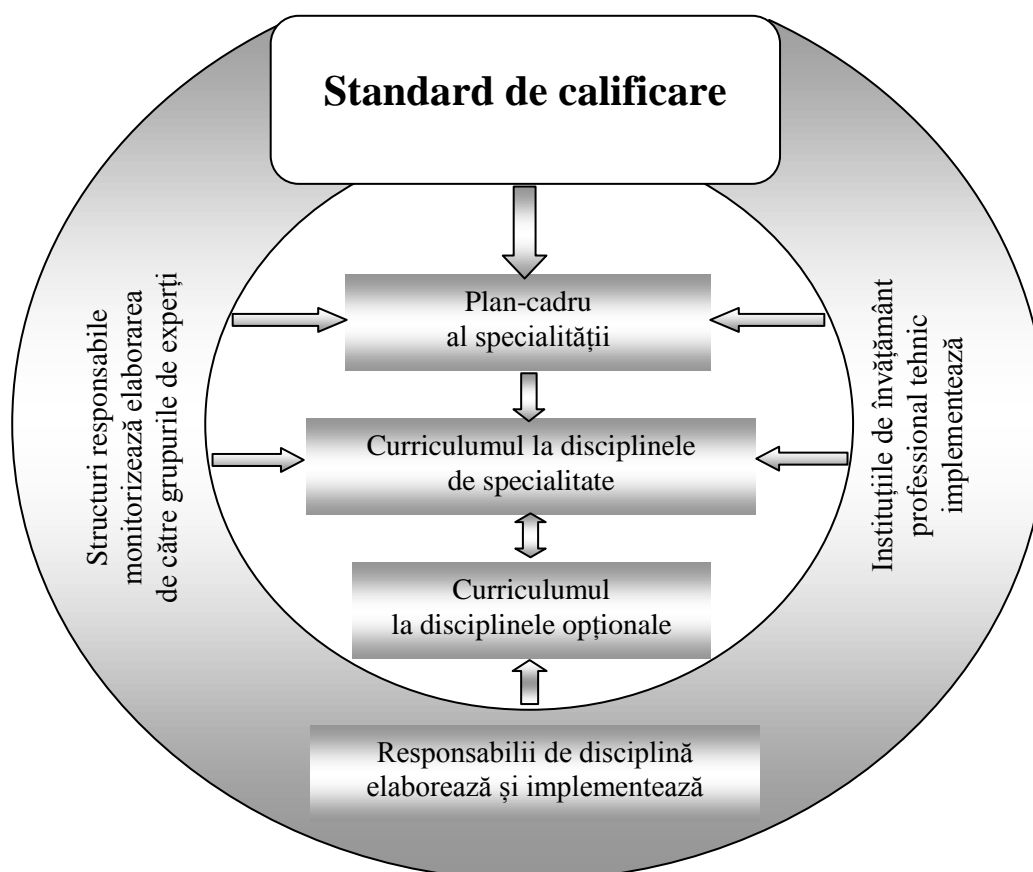 Standard de calificare
Structuri responsabile
monitorizează elaborarea
de către grupurile de experți
Plan-cadru
al specialității
Instituțiile de învățământ
professional tehnic
implementează
Curriculumul la disciplinele
de specialitate
Curriculumul
la disciplinele opționale
Responsabilii de disciplină
elaborează și implementează